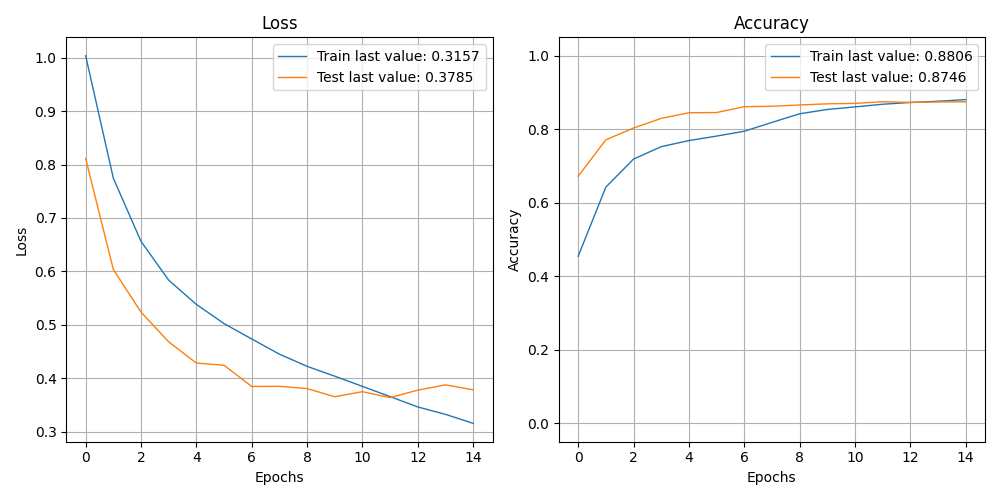 Loss
Train last value: 0.3157
Test last value: 0.3785
1.0
0.9
0.8
0.7
0.6
0.5
0.4
0.3
Loss
0 2 4 6 8 10 12 14
Epochs
Accuracy
Train last value: 0.8806
Test last value: 0.8746
1.0
0.8
0.6
0.4
0.2
0.0
Accuracy
0 2 4 6 8 10 12 14
Epochs